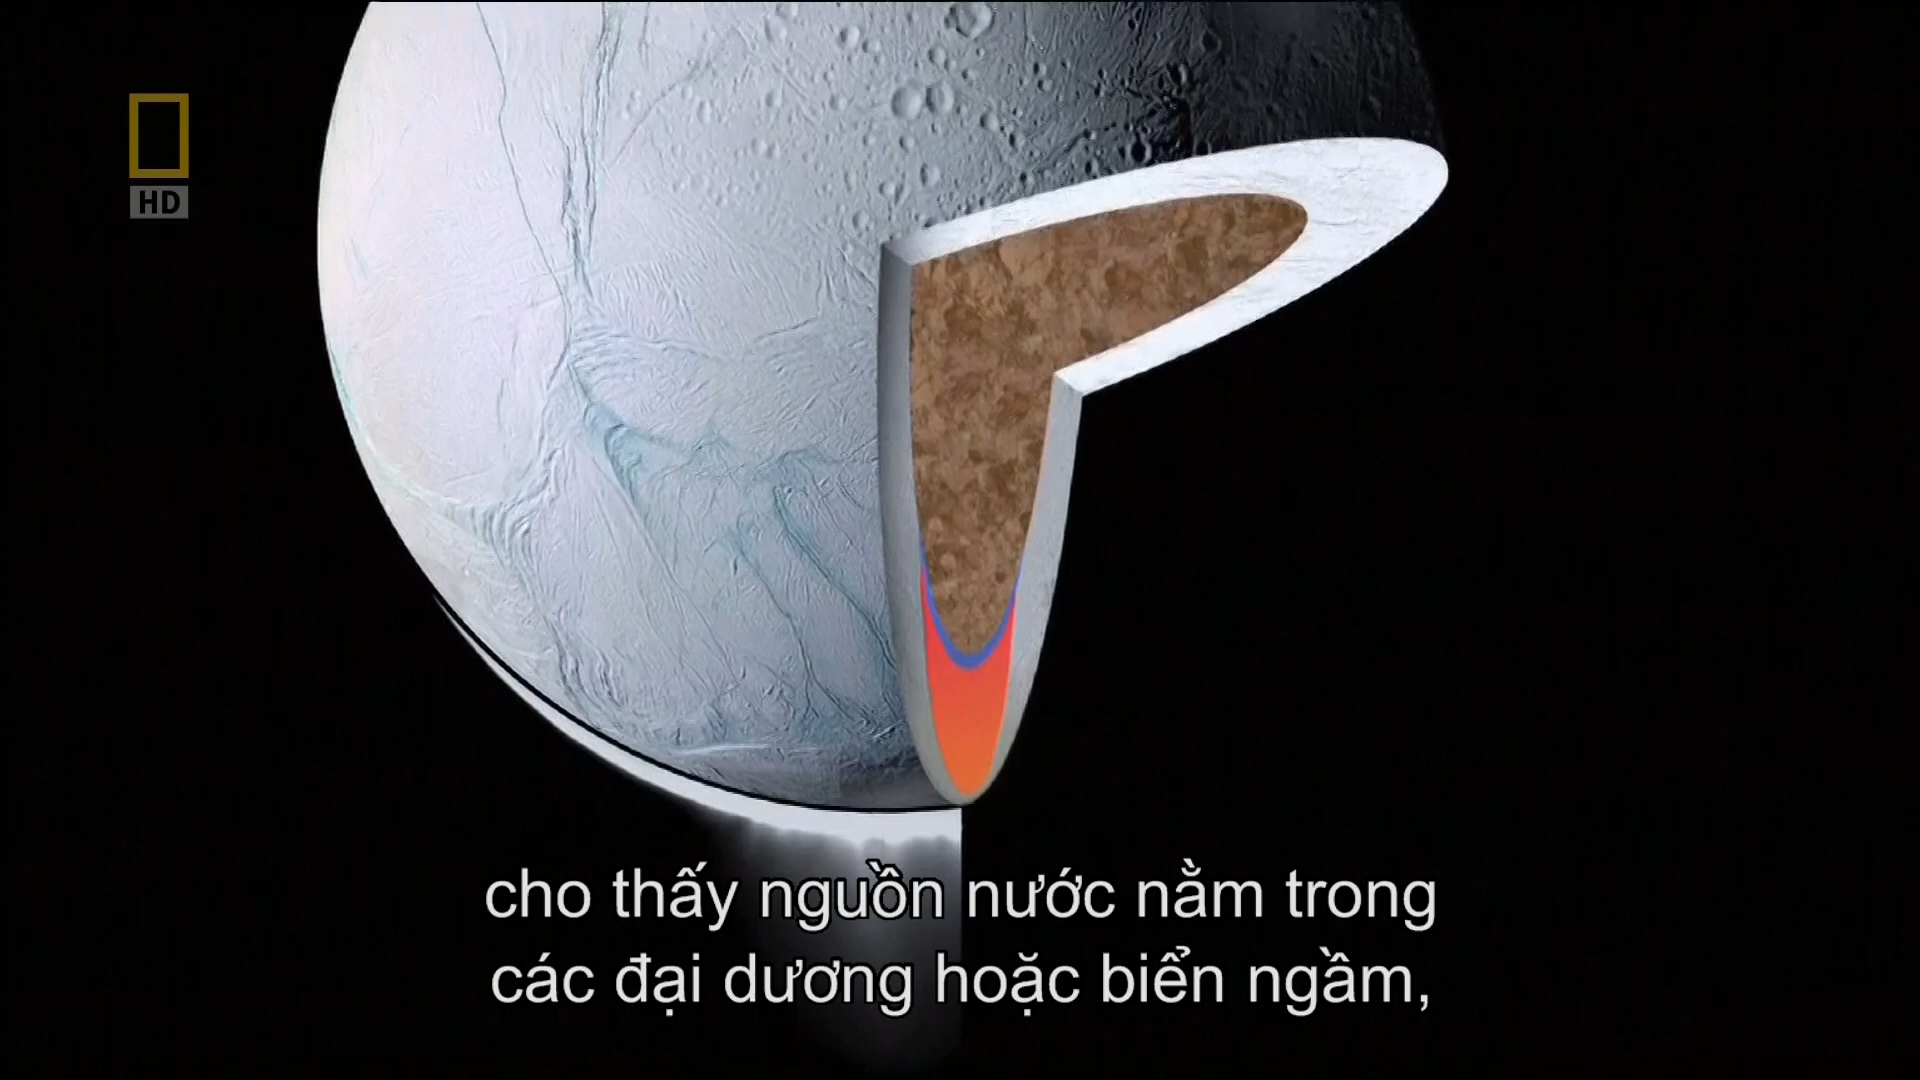 HD
cho thấy nguồn nước nằm trong
các đại dương hoặc biển ngầm,